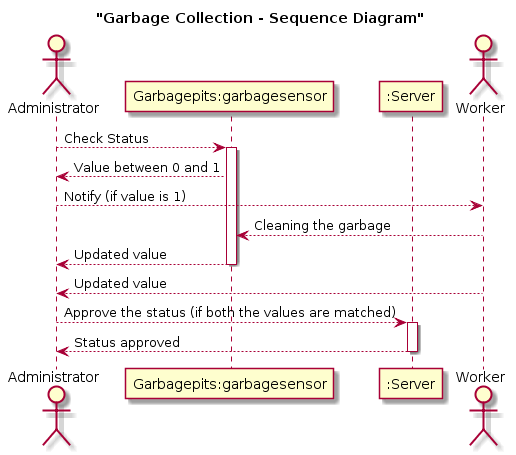 "Garbage Collection - Sequence Diagram"
Administrator
Garbagepits:garbagesensor
:Server
Worker
Check Status
Value between 0 and 1
Notify (if value is 1)
Cleaning the garbage
Updated value
Updated value
Approve the status (if both the values are matched)
Status approved
Administrator
Garbagepits:garbagesensor
:Server
Worker